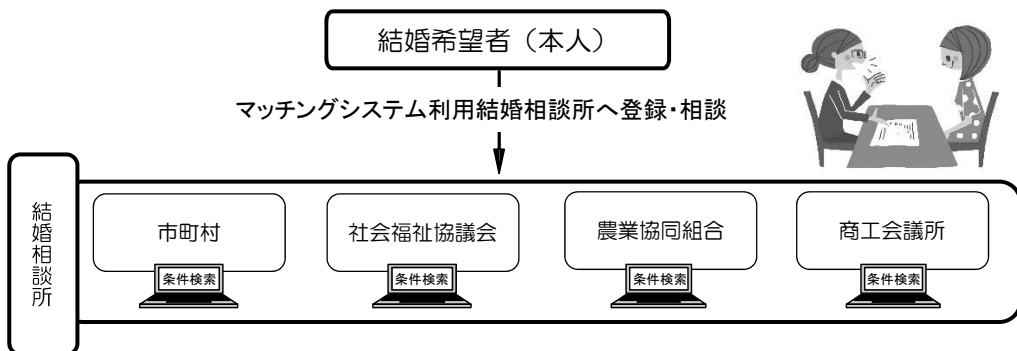 結婚希望者（本人）
マッチングシステム利用結婚相談所へ登録・相談
結婚相談所
市町村
社会福祉協議会
農業協同組合
商工会議所
条件検索
条件検索
条件検索
条件検索